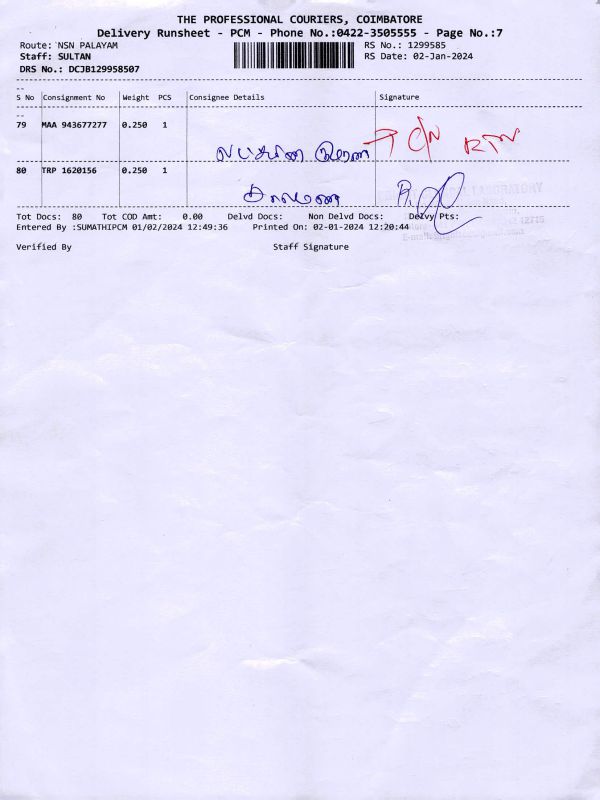 THE PROFESSIONAL COURIERS, COIMBATORE
Delivery Runsheet - PCM - Phone No.:0422-3505555 - Page No.:7
Route: NSN PALAYAM RS No.: 1299585
Staff: SULTAN RS Date: 02-Jan-2024
DRS No.: DCJB129958507
S No Consignment No Weight PCS Consignee Details Signature
79 MAA 943677277 0.250 1
80 TRP 1620156 0.250 1
LABORATORY
Tot Docs: 80 Tot COD Amt: 0.00 Delvd Docs: Non Delvd Docs: Delvy Pts:
Entered By :SUMATHIPCM 01/02/2024 12:49:36 Printed On: 02-01-2024 12:20:44
Verified By Staff Signature